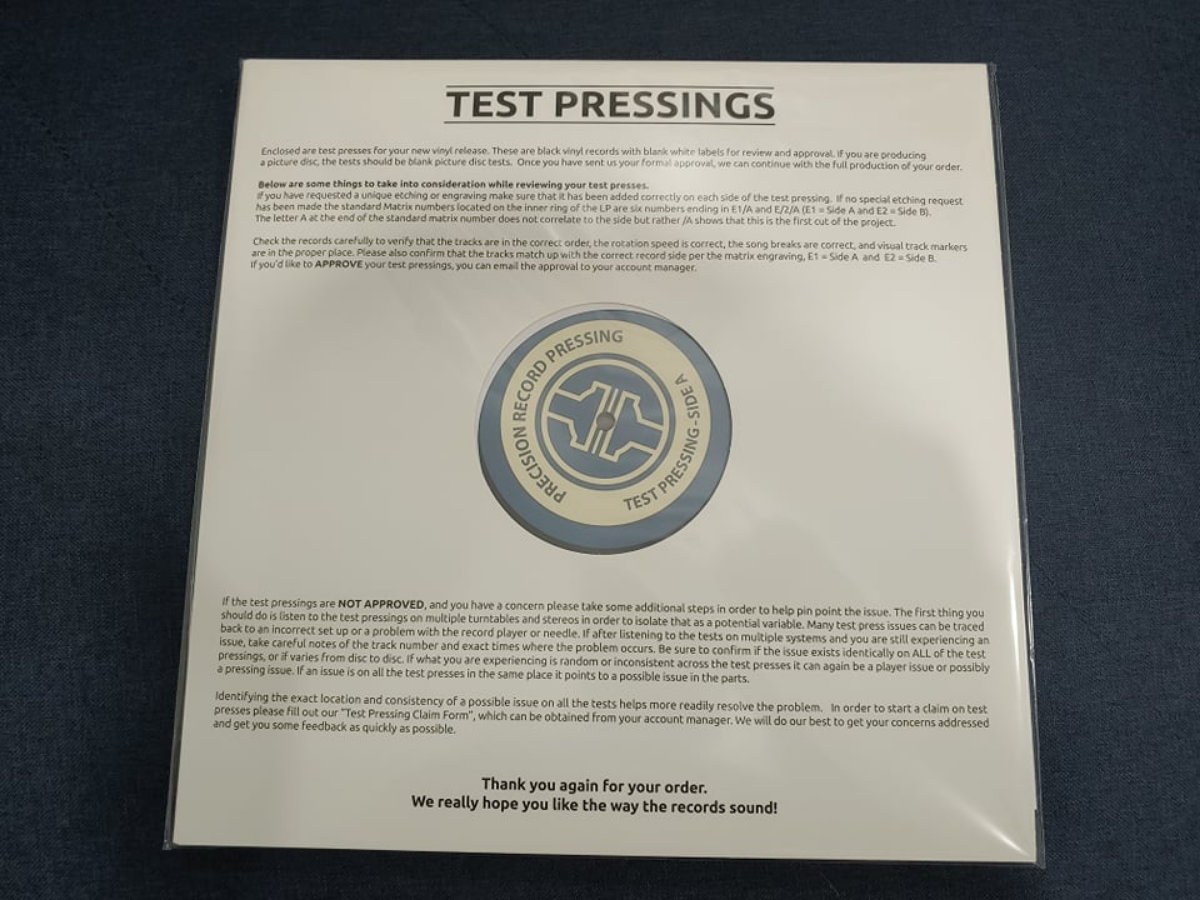 TEST PRESSINGS
Enclosed are test presses for your new vinyl release. These are black vinyl records with blank white labels for review and approval. If you are producing
a picture disc, the tests should be blank picture disc tests. Once you have sent us your formal approval, we can continue with the full production of your order.
Below are some things to take into consideration while reviewing your test presses.
If you have requested a unique etching or engraving make sure that it has been added correctly on each side of the test pressing. If no special etching request
has been made the standard Matrix numbers located on the inner ring of the LP are six numbers ending in E1/A and E/2/A (E1 = Side A and E2 = Side B).
The letter A at the end of the standard matrix number does not correlate to the side but rather /A shows that this is the first cut of the project.
Check the records carefully to verify that the tracks are in the correct order, the rotation speed is correct, the song breaks are correct, and visual track markers
are in the proper place. Please also confirm that the tracks match up with the correct record side per the matrix engraving, E1 = Side A and E2 = Side B.
If you'd like to APPROVE your test pressings, you can email the approval to your account manager.
PRECISION RECORD PRESSING
TEST PRESSING - SIDE A
If the test pressings are NOT APPROVED, and you have a concern please take some additional steps in order to help pin point the issue. The first thing you
should do is listen to the test pressings on multiple turntables and stereos in order to isolate that as a potential variable. Many test press issues can be traced
back to an incorrect set up or a problem with the record player or needle. If after listening to the tests on multiple systems and you are still experiencing an
issue, take careful notes of the track number and exact times where the problem occurs. Be sure to confirm if the issue exists identically on ALL of the test
pressings, or if varies from disc to disc. If what you are experiencing is random or inconsistent across the test presses it can again be a player issue or possibly
a pressing issue. If an issue is on all the test presses in the same place it points to a possible issue in the parts.
Identifying the exact location and consistency of a possible issue on all the tests helps more readily resolve the problem. In order to start a claim on test
presses please fill out our "Test Pressing Claim Form", which can be obtained from your account manager. We will do our best to get your concerns addressed
and get you some feedback as quickly as possible.
Thank you again for your order.
We really hope you like the way the records sound!